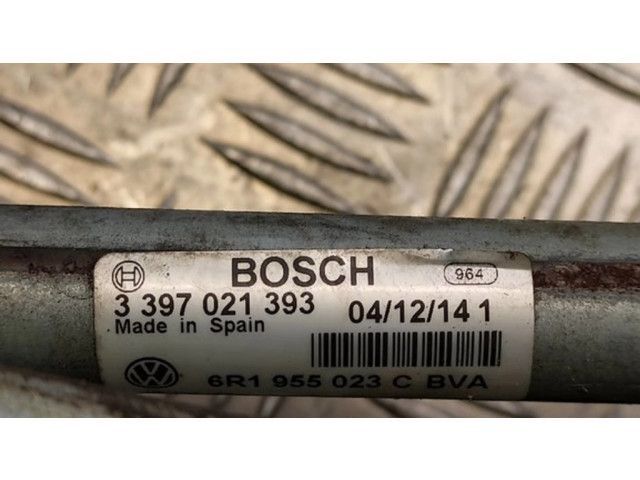 BOSCH 964
3 397 021 393 04/12/14 1
Made in Spain
6R1 955 023 C BVA